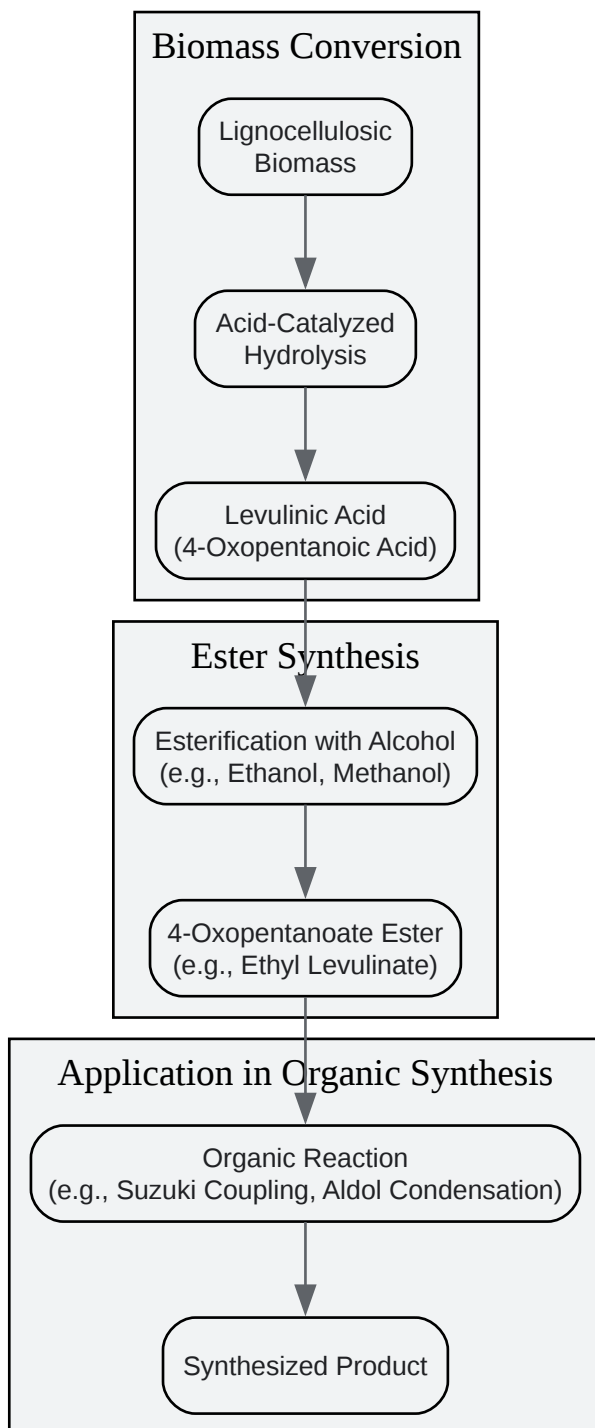 Biomass Conversion
Lignocellulosic
Biomass
Acid-Catalyzed
Hydrolysis
Levulinic Acid
(4-Oxopentanoic Acid)
Ester Synthesis
Esterification with Alcohol
(e.g., Ethanol, Methanol)
4-Oxopentanoate Ester
(e.g., Ethyl Levulinate)
Application in Organic Synthesis
Organic Reaction
(e.g., Suzuki Coupling, Aldol Condensation)
Synthesized Product